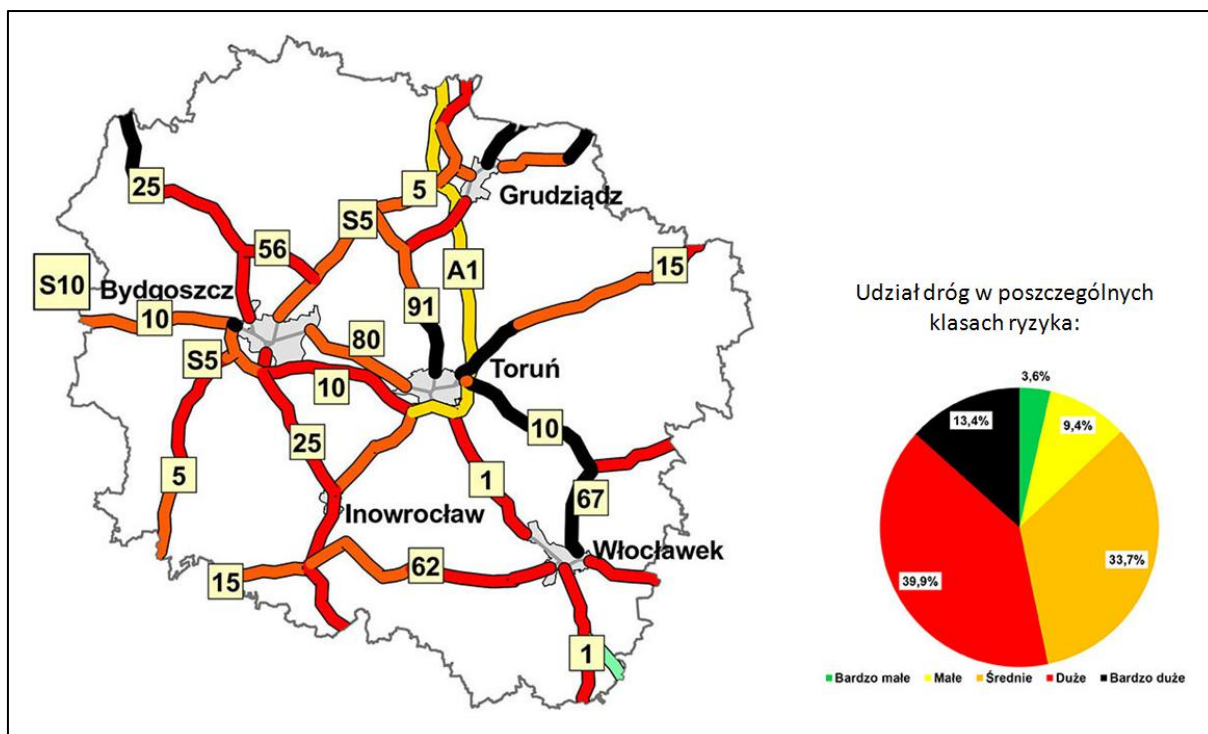 5
Grudziądz
25
S5
56
A1
15
S10
Bydgoszcz
10
91
80
S5
Toruń
10
10
25
5
1
67
Inowrocław
Włocławek
15
62
1
Udział dróg w poszczególnych
klasach ryzyka:
3,6%
13,4%
9,4%
33,7%
39,9%
Bardzo małe Małe Średnie Duże Bardzo duże